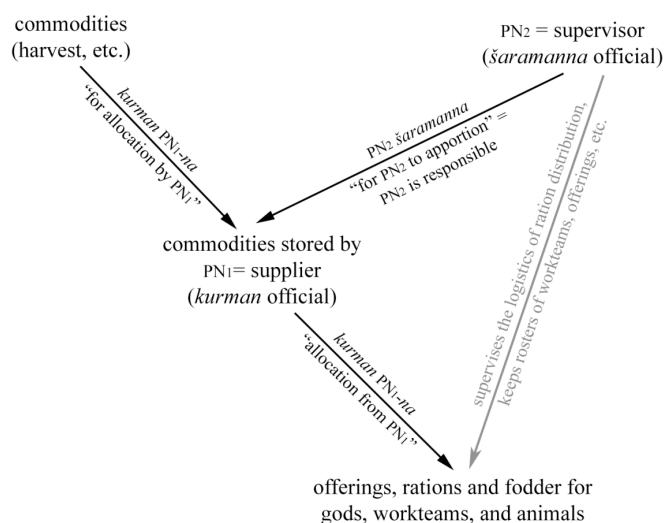 commodities
(harvest, etc.)
PN2 = supervisor
(šaramanna official)
kurman PN1-na
“for allocation by PN1”
PN2 šaramanna
“for PN2 to apportion” =
PN2 is responsible
supervises the logistics of ration distribution,
keeps rosters of workteams, offerings, etc.
commodities stored by
PN1= supplier
(kurman official)
kurman PN1-na
“allocation from PN1”
offerings, rations and fodder for
gods, workteams, and animals